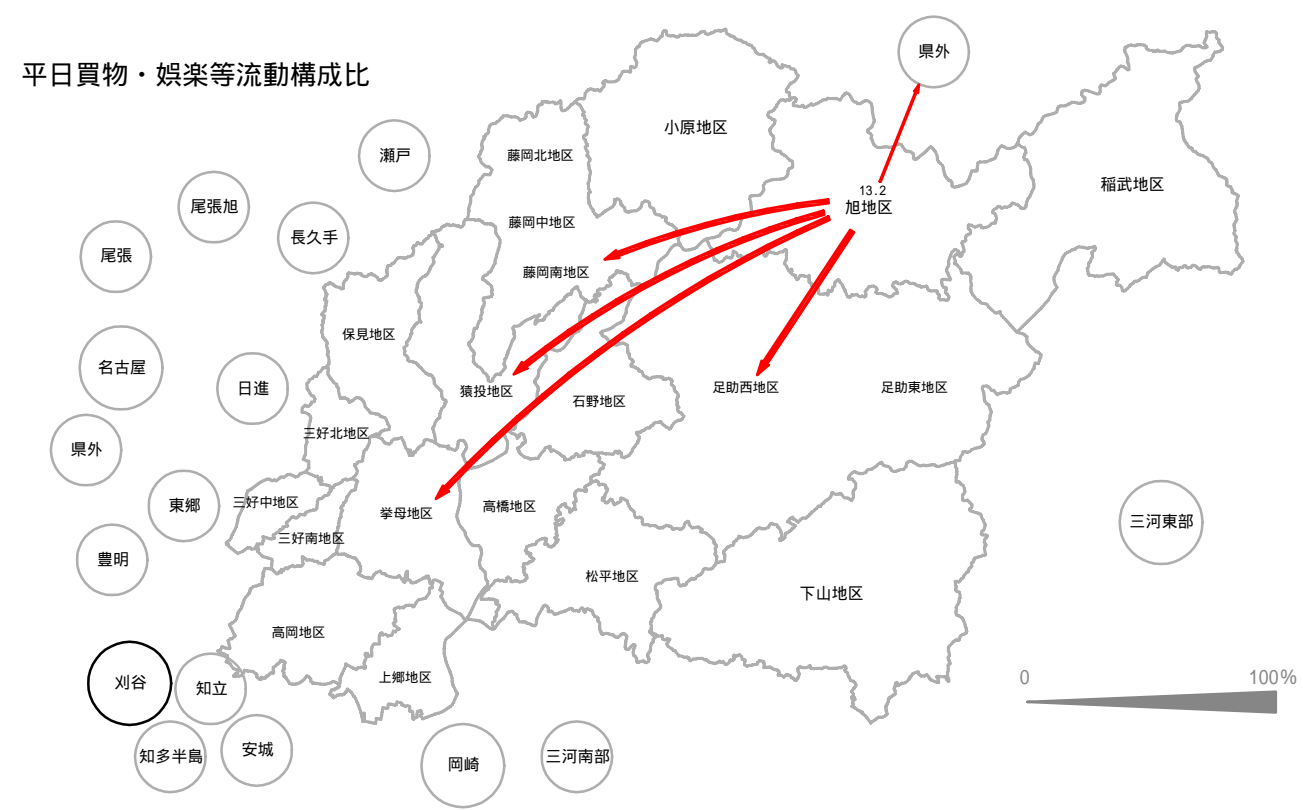 平日買物・娯楽等流動構成比
県外
小原地区
藤岡北地区
瀬戸
稲武地区
13.2
旭地区
尾張旭
藤岡中地区
長久手
尾張
藤岡南地区
保見地区
名古屋
日進
猿投地区
石野地区
足助西地区
足助東地区
三好北地区
県外
東郷
三好中地区
挙母地区
高橋地区
三河東部
三好南地区
豊明
松平地区
下山地区
高岡地区
上郷地区
0
100%
刈谷
知立
知多半島
安城
岡崎
三河南部